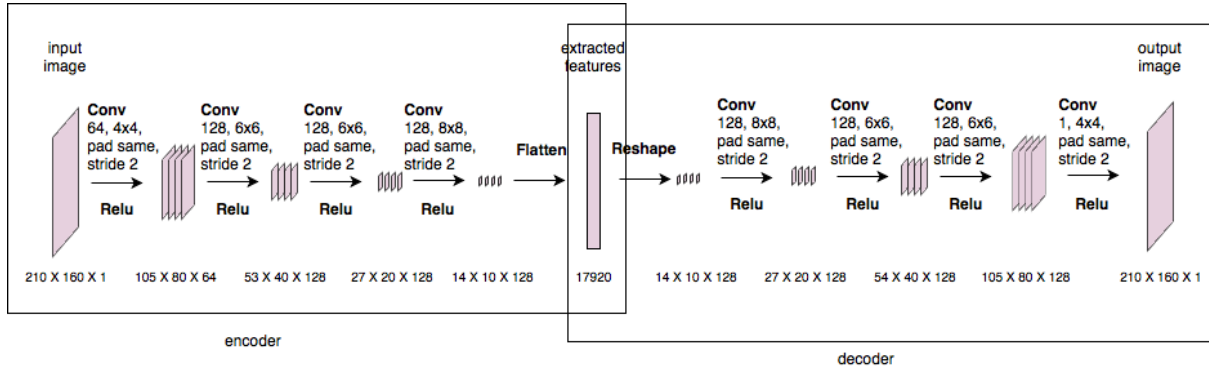 input
image
extracted
features
output
image
Conv
64, 4x4,
pad same,
stride 2
Relu
Conv
128, 6x6,
pad same,
stride 2
Relu
Conv
128, 6x6,
pad same,
stride 2
Relu
Conv
128, 8x8,
pad same,
stride 2
Relu
Flatten
Reshape
Conv
128, 8x8,
pad same,
stride 2
Relu
Conv
128, 6x6,
pad same,
stride 2
Relu
Conv
128, 6x6,
pad same,
stride 2
Relu
Conv
1, 4x4,
pad same,
stride 2
Relu
210 X 160 X 1
105 X 80 X 64
53 X 40 X 128
27 X 20 X 128
14 X 10 X 128
17920
14 X 10 X 128
27 X 20 X 128
54 X 40 X 128
105 X 80 X 128
210 X 160 X 1
encoder
decoder